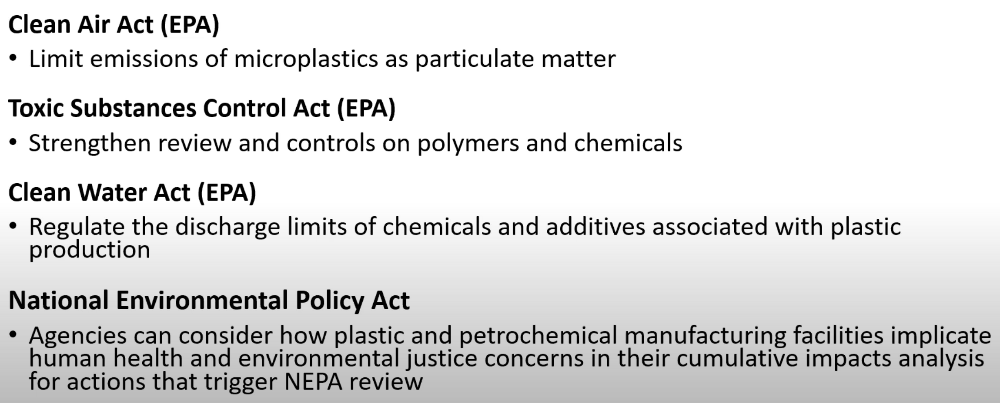 Clean Air Act (EPA)
• Limit emissions of microplastics as particulate matter
Toxic Substances Control Act (EPA)
• Strengthen review and controls on polymers and chemicals
Clean Water Act (EPA)
• Regulate the discharge limits of chemicals and additives associated with plastic
production
National Environmental Policy Act
• Agencies can consider how plastic and petrochemical manufacturing facilities implicate
human health and environmental justice concerns in their cumulative impacts analysis
for actions that trigger NEPA review